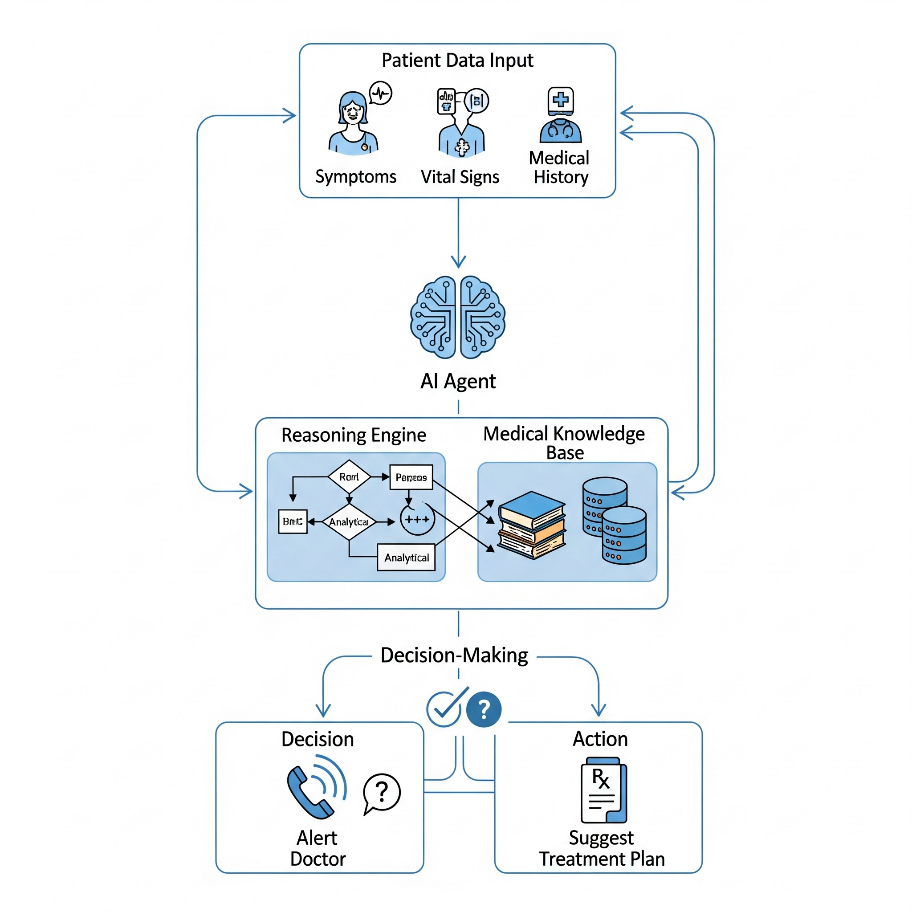 Patient Data Input
Symptoms
Vital Signs
Medical
History
AI Agent
Reasoning Engine
Medical Knowledge
Base
Analytical
Decision-Making
?
Decision
?
Alert
Doctor
Action
Rx
Suggest
Treatment Plan